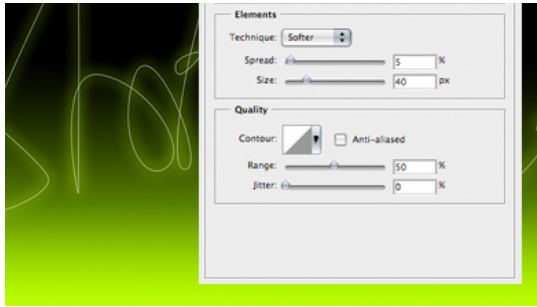 Elements
Technique: Softer
Spread: 5 %
Size: 40 px
Quality
Contour: Anti-aliased
Range: 50 %
Jitter: 0 %